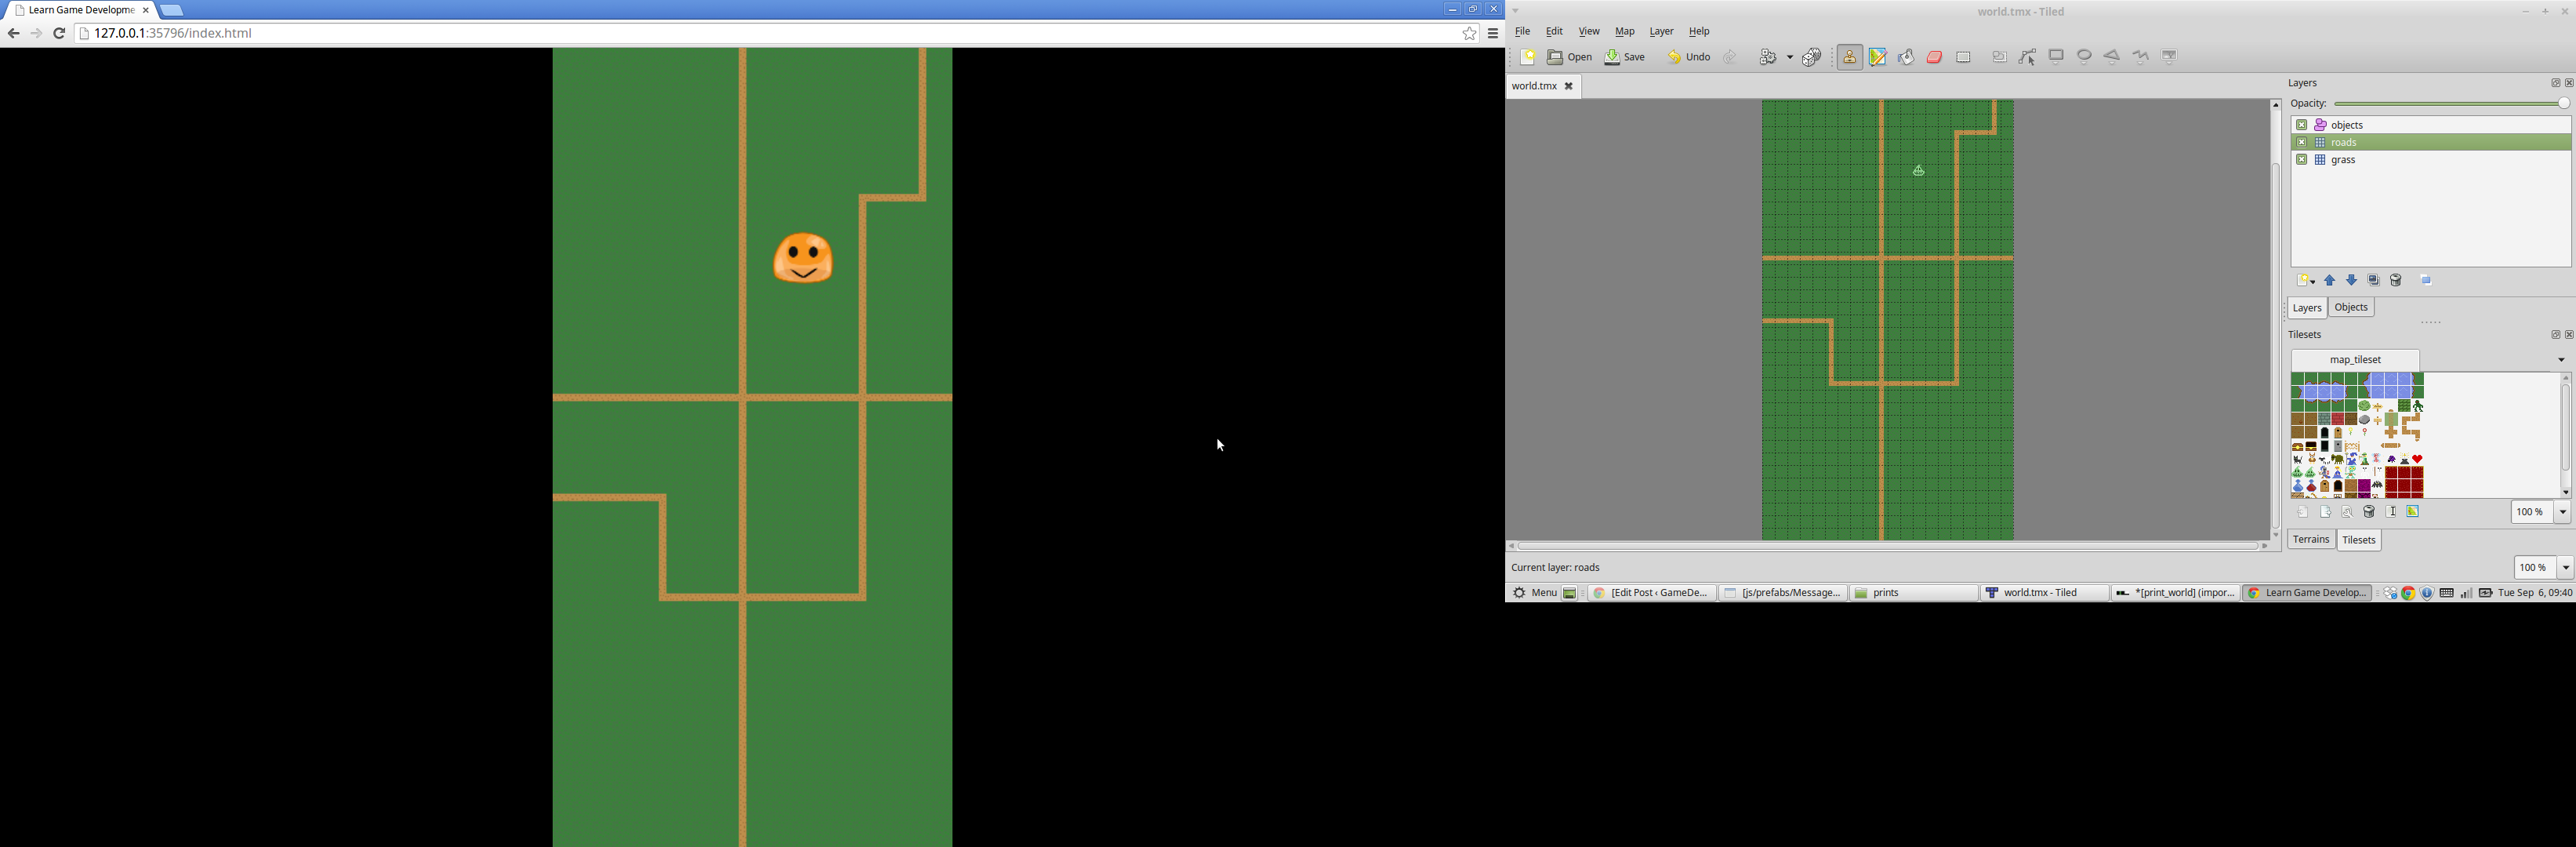 Learn Game Developme
127.0.0.1:35796/index.html
world.tmx - Tiled
File Edit View Map Layer Help
Open Save Undo
world.tmx
Layers
Opacity:
objects
roads
grass
Layers Objects
Tilesets
map_tileset
100 %
Terrains Tilesets
Current layer: roads
100 %
Menu [Edit Post ‹ GameDe... [js/prefabs/Message... prints world.tmx - Tiled *[print_world] (impor... Learn Game Develop... Tue Sep 6, 09:40